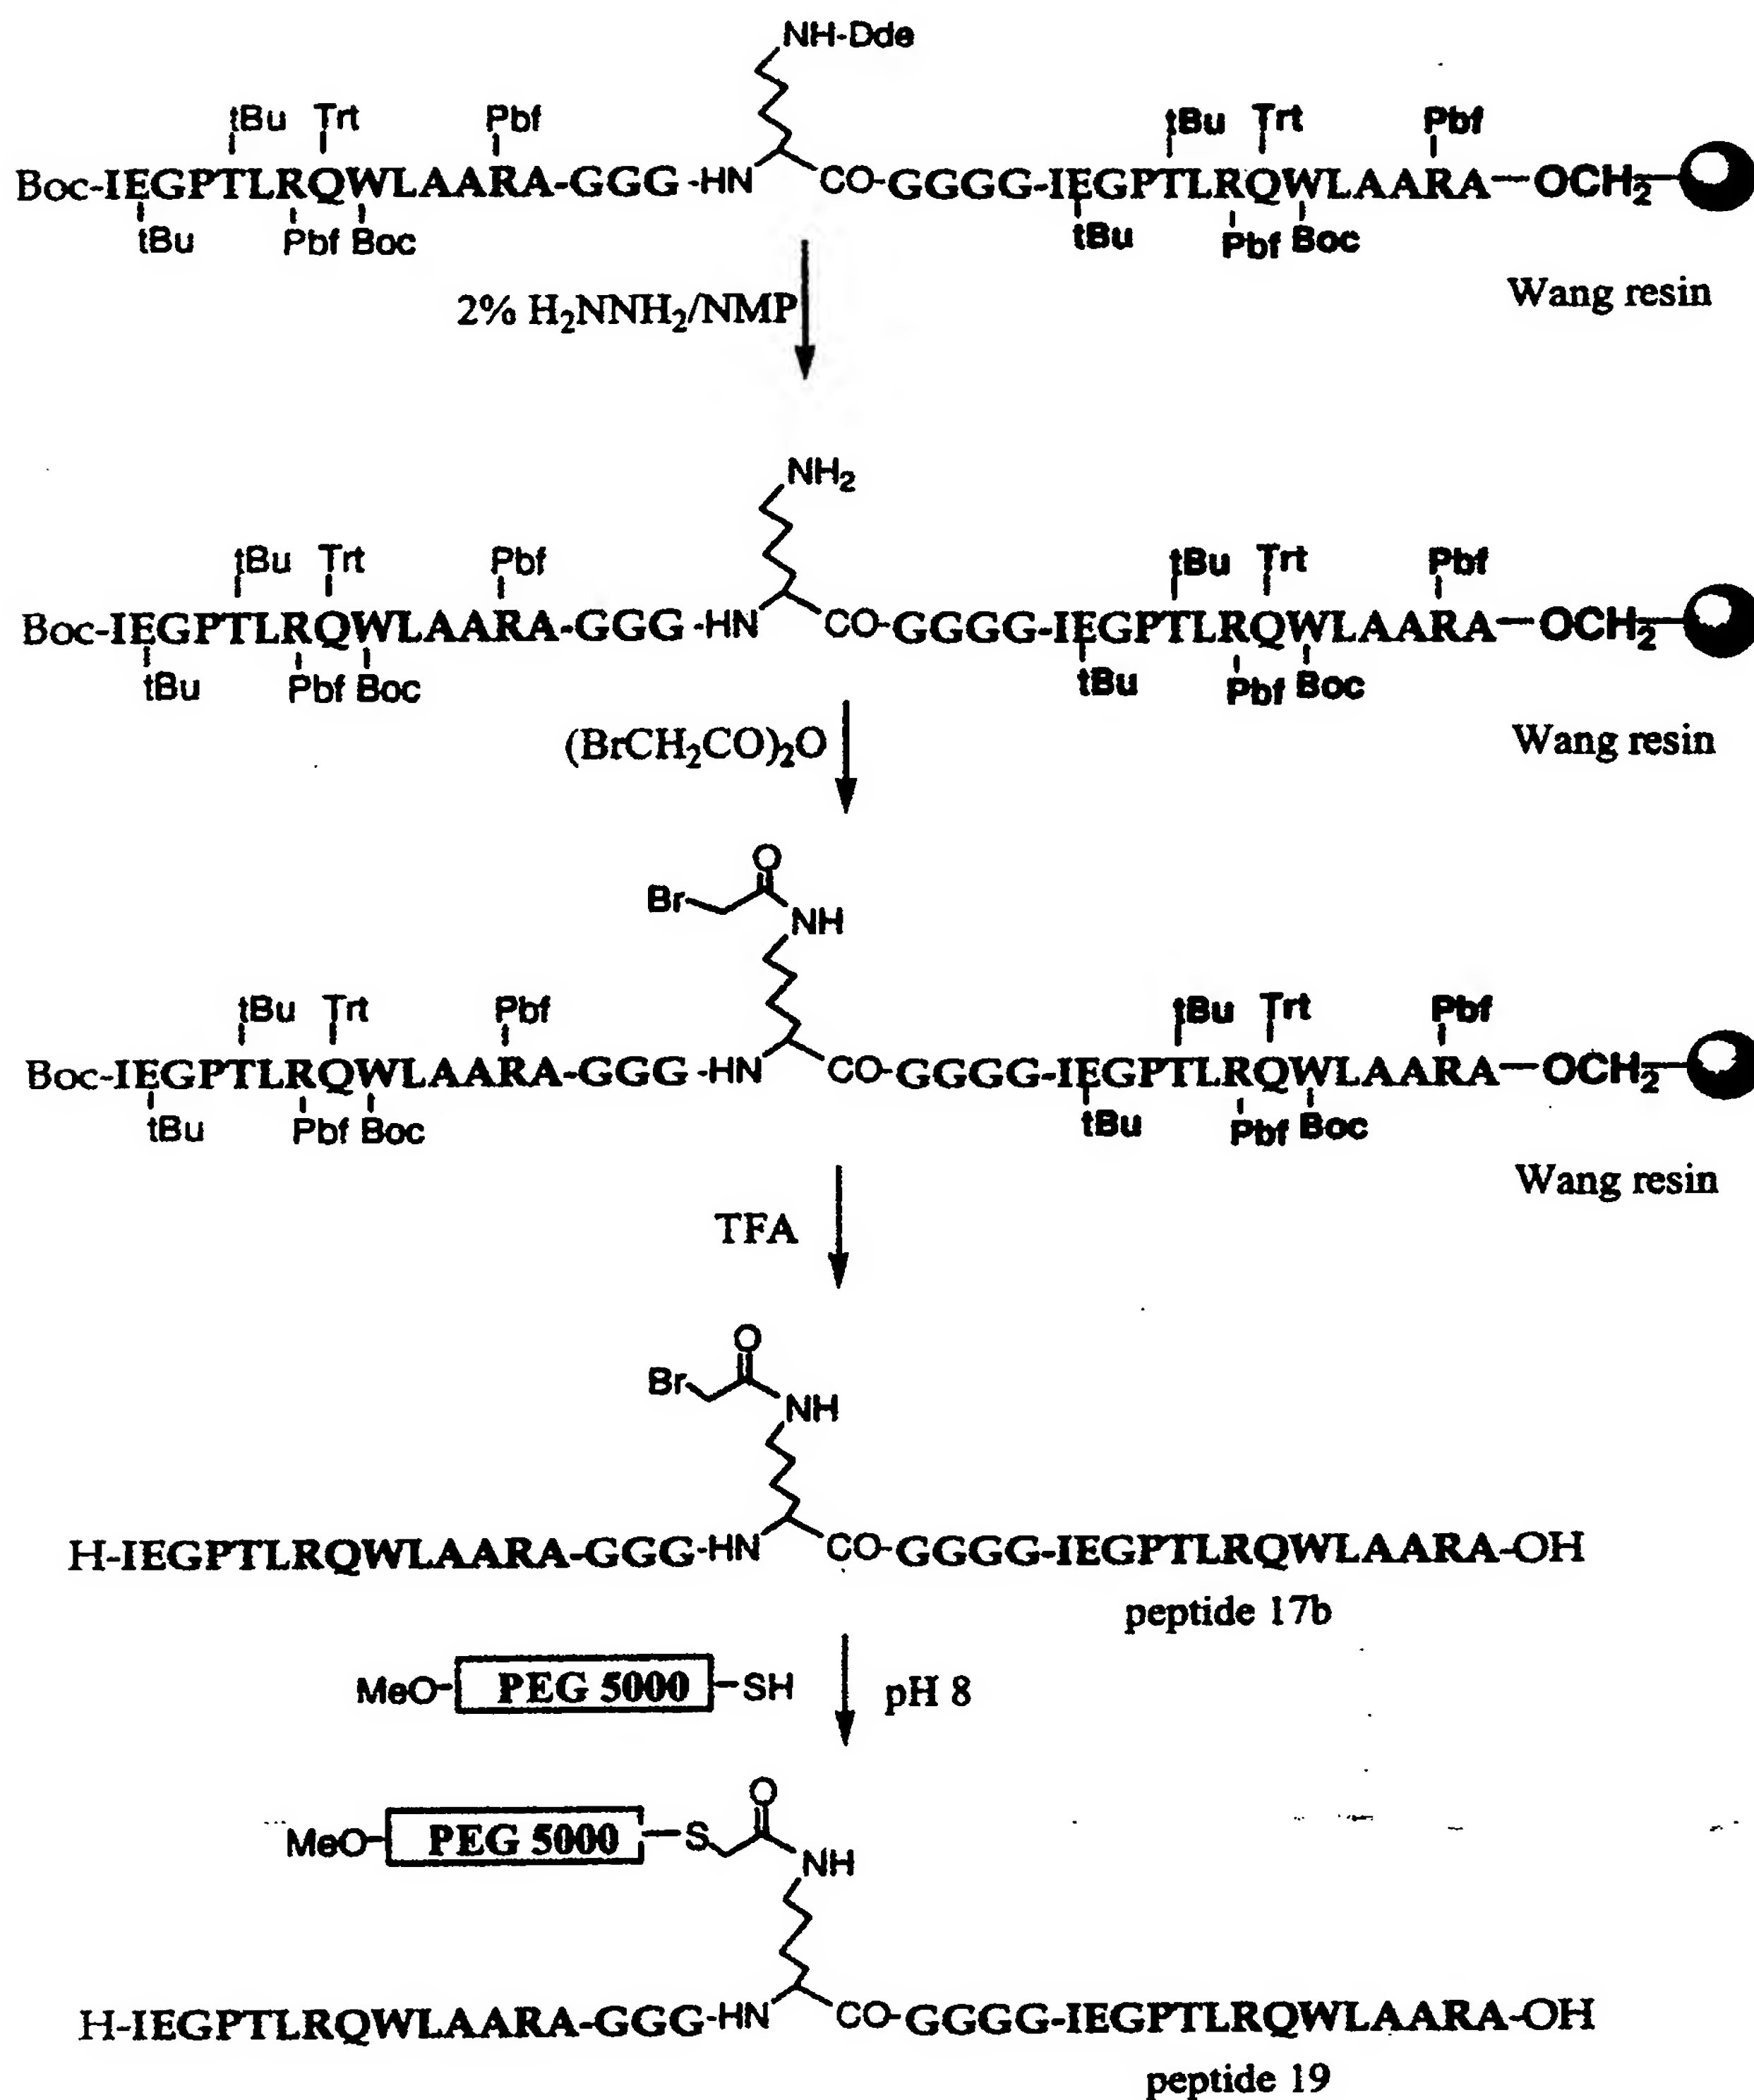 NH-Dde
tBu Trt Pbf tBu Trt Pbf
Boc-IEGPTLRQWLAARA-GGG-HN CO-GGGG-IEGPTLRQWLAARA-OCH₂
tBu Pbf Boc tBu Pbf Boc
Wang resin
2% H₂NNH₂/NMP
NH₂
tBu Trt Pbf tBu Trt Pbf
Boc-IEGPTLRQWLAARA-GGG-HN CO-GGGG-IEGPTLRQWLAARA-OCH₂
tBu Pbf Boc tBu Pbf Boc
Wang resin
(BrCH₂CO)₂O
O
Br
NH
tBu Trt Pbf tBu Trt Pbf
Boc-IEGPTLRQWLAARA-GGG-HN CO-GGGG-IEGPTLRQWLAARA-OCH₂
tBu Pbf Boc tBu Pbf Boc
Wang resin
TFA
O
Br
NH
H-IEGPTLRQWLAARA-GGG-HN CO-GGGG-IEGPTLRQWLAARA-OH
peptide 17b
MeO-PEG 5000-SH pH 8
O
MeO-PEG 5000-S
NH
H-IEGPTLRQWLAARA-GGG-HN CO-GGGG-IEGPTLRQWLAARA-OH
peptide 19